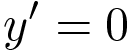 y′ = 0